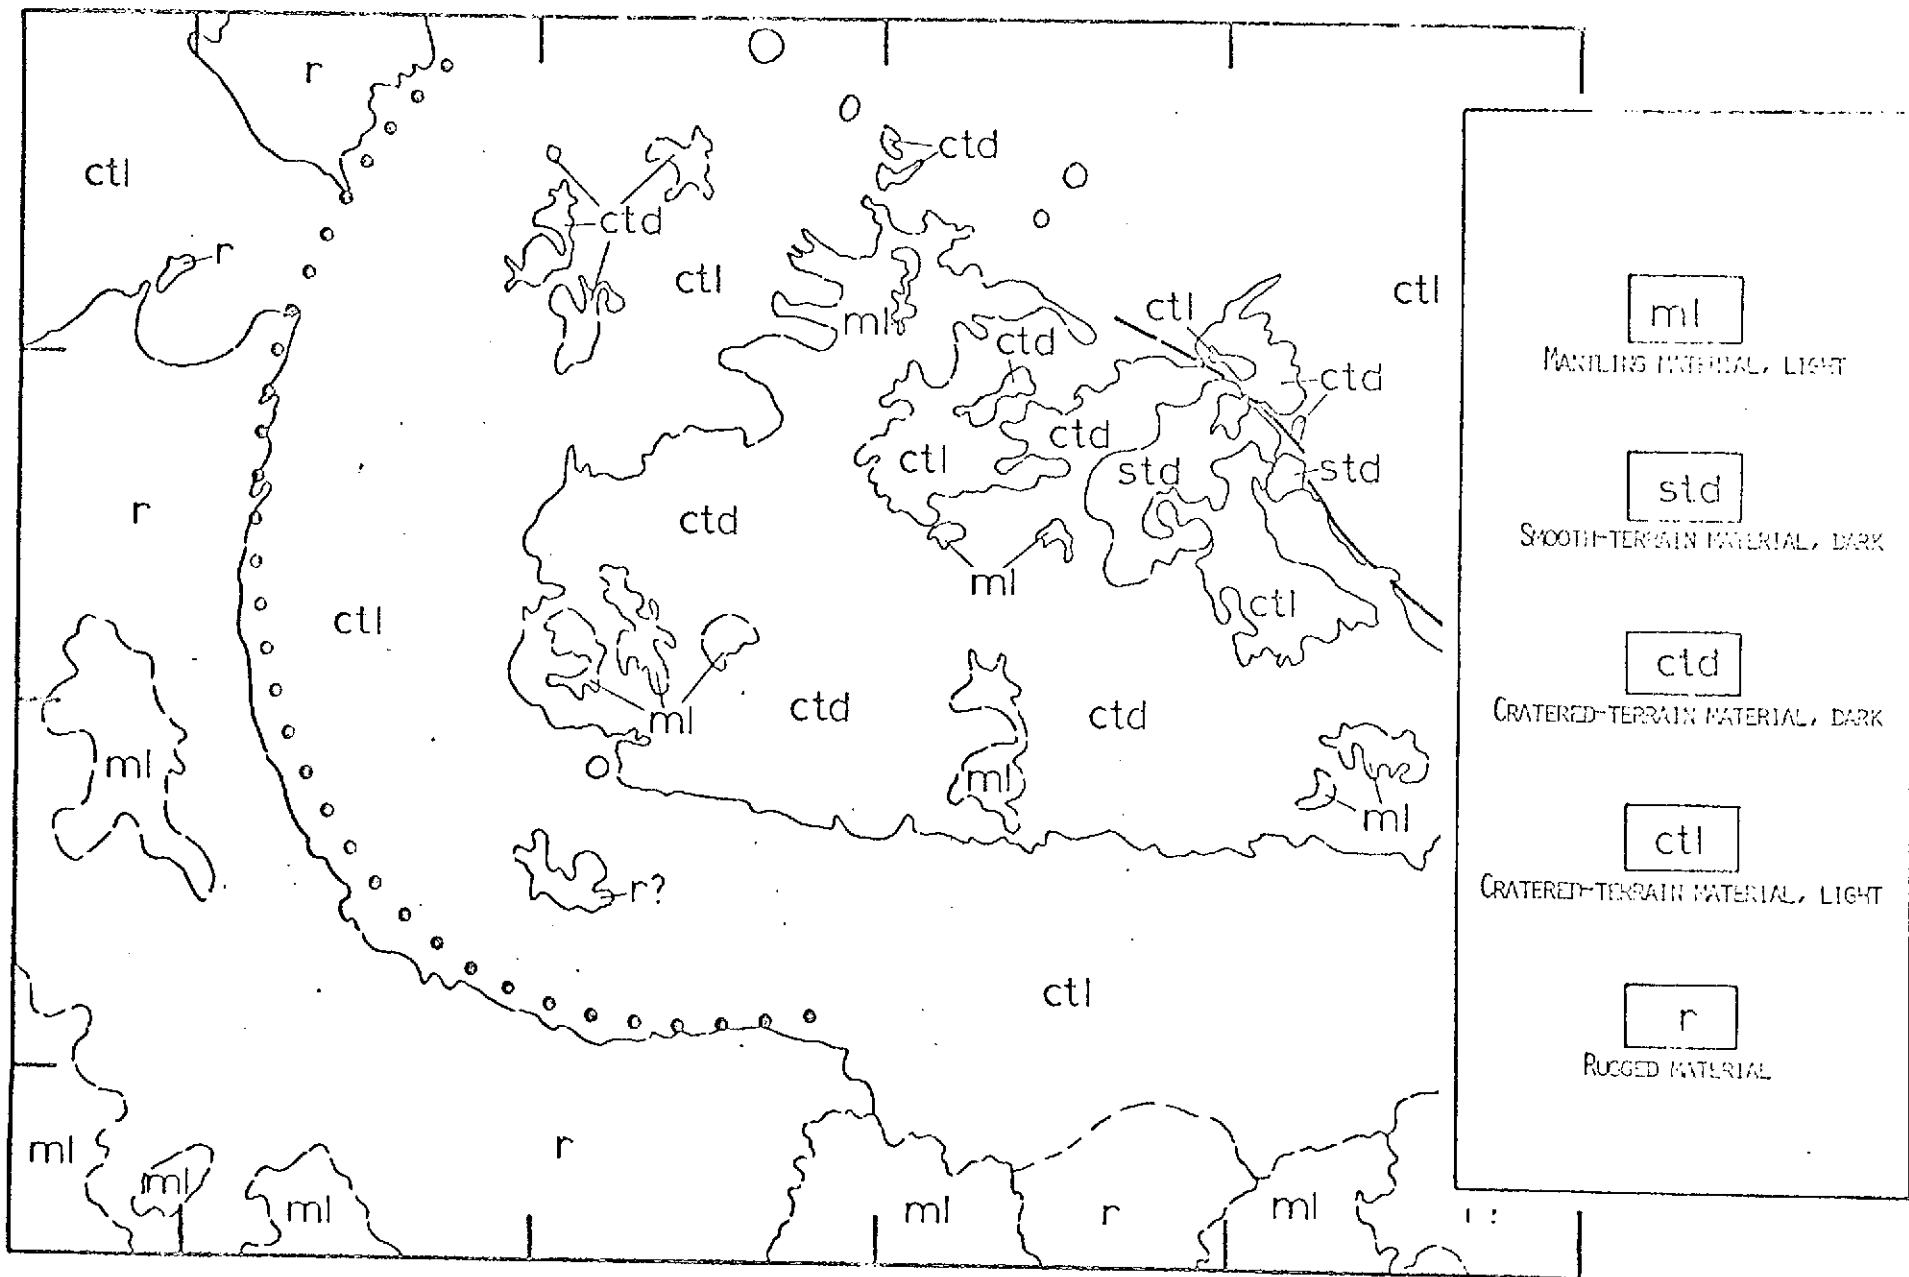 r
ctl
ctd
ctd
r
ctl
ctl
ctl
ml
ctd
ctd
ctl
ctd
std
std
r
ctd
ml
ctl
ctl
ml
ctd
ctd
ml
ml
ml
r?
ctl
ml
ml
ml
r
ml
r
ml
ml
MANTLING MATERIAL, LIGHT
std
SMOOTH-TERRAIN MATERIAL, DARK
ctd
CRATERED-TERRAIN MATERIAL, DARK
ctl
CRATERED-TERRAIN MATERIAL, LIGHT
r
RUGGED MATERIAL